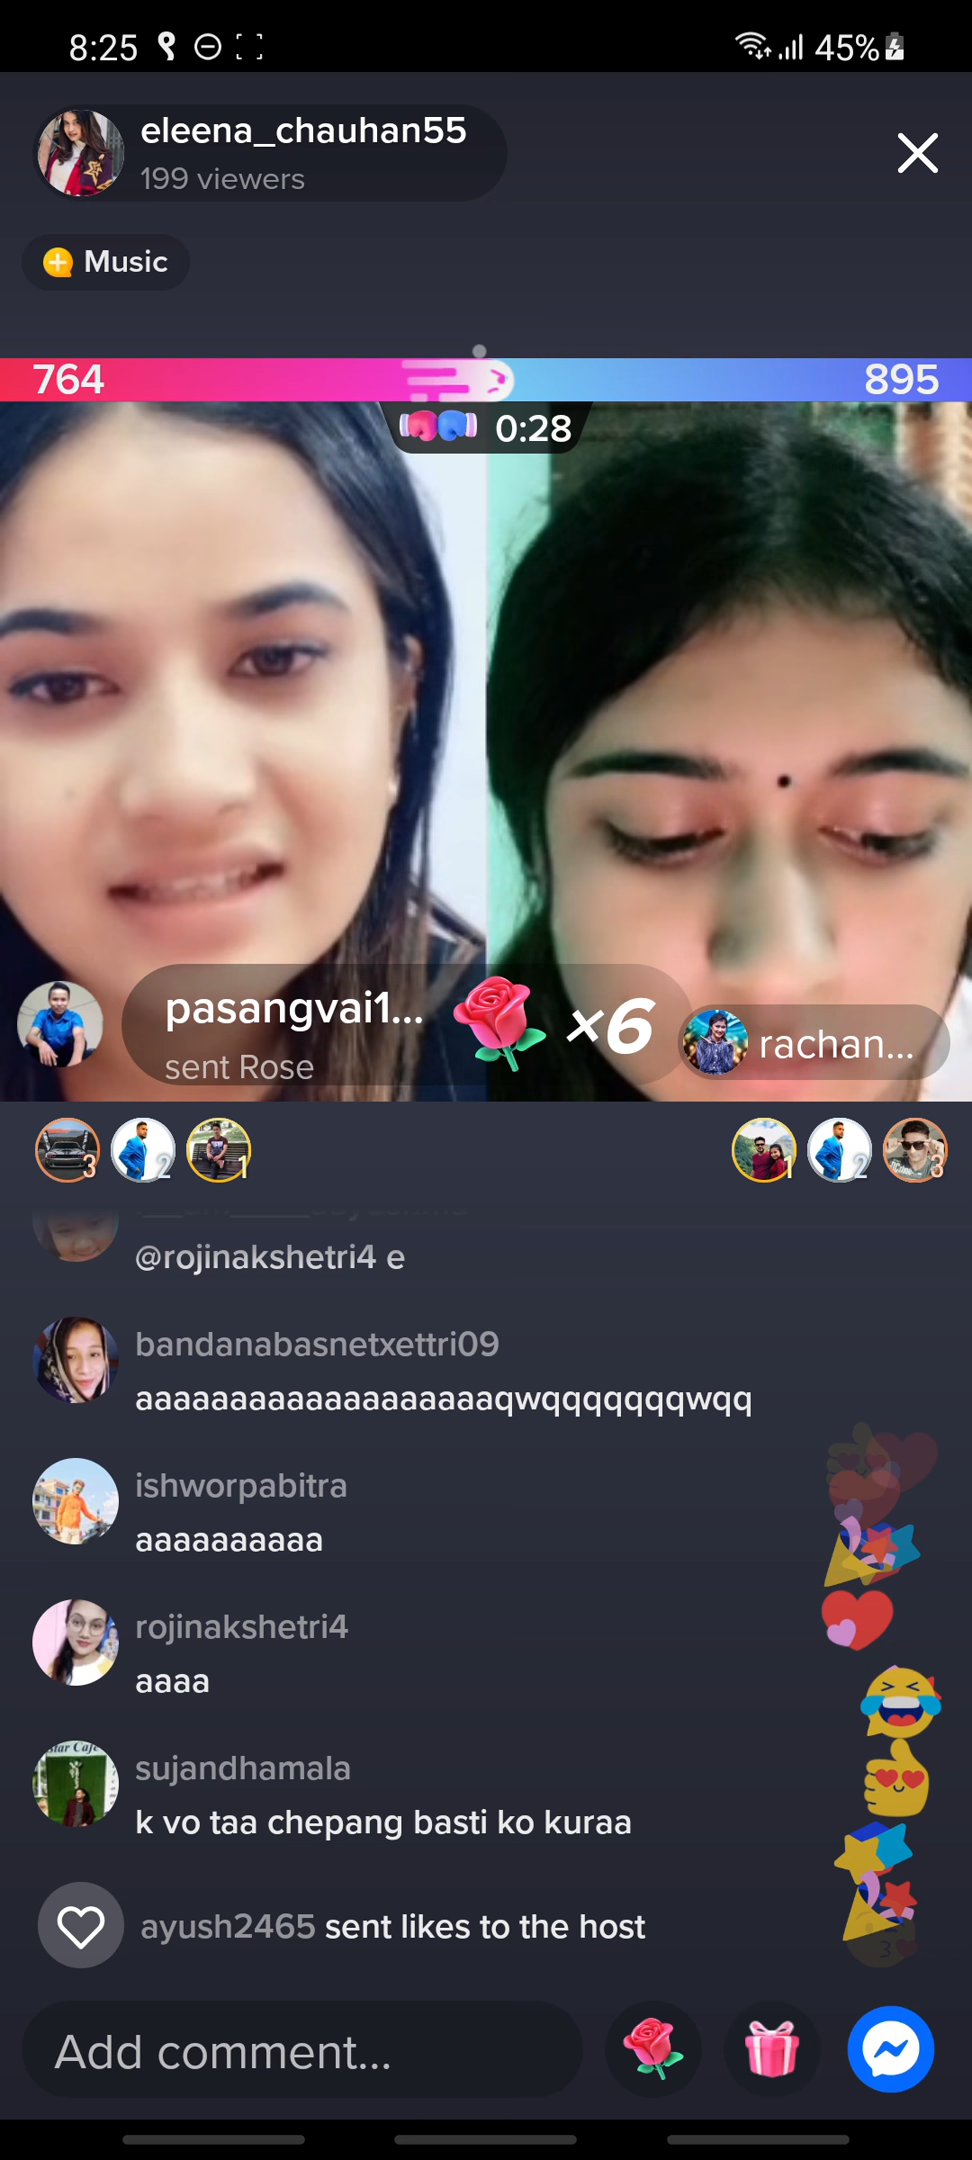 8:25
45%
eleena_chauhan55
199 viewers
Music
764
895
0:28
pasangvai1...
sent Rose
×6
rachan...
3
2
1
1
2
3
@rojinakshetri4 e
bandanabasnetxettri09
aaaaaaaaaaaaaaaaaaaqwqqqqqqwqq
ishworpabitra
aaaaaaaaaa
rojinakshetri4
aaaa
sujandhamala
k vo taa chepang basti ko kuraa
ayush2465 sent likes to the host
Add comment...